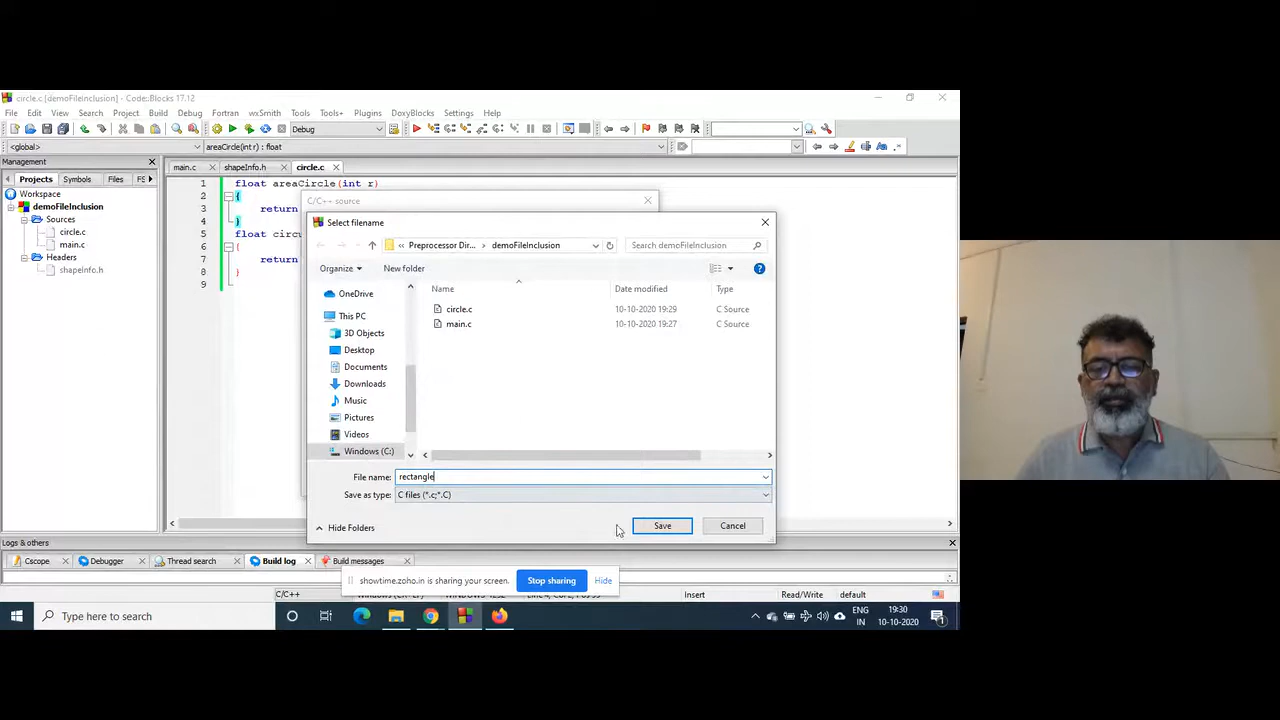 circle.c [demoFileInclusion] - Code::Blocks 17.12
File Edit View Search Project Build Debug Fortran wxSmith Tools Tools+ Plugins DoxyBlocks Settings Help
Debug
<global>
areaCircle(int r) : float
Management
main.c
shapeInfo.h
circle.c
Projects Symbols Files FS
Workspace
demoFileInclusion
Sources
circle.c
main.c
Headers
shapeInfo.h
1 float areaCircle(int r)
2 {
3 return
4 }
5 float circu
6 {
7 return
8 }
9
C/C++ source
Select filename
« Preprocessor Dir... > demoFileInclusion
Search demoFileInclusion
Organize
New folder
OneDrive
This PC
3D Objects
Desktop
Documents
Downloads
Music
Pictures
Videos
Windows (C:)
Name Date modified Type
circle.c 10-10-2020 19:29 C Source
main.c 10-10-2020 19:27 C Source
File name: rectangle
Save as type: C files (*.c;*.C)
Hide Folders
Save
Cancel
Logs & others
Cscope Debugger Thread search Build log Build messages
showtime.zoho.in is sharing your screen. Stop sharing Hide
C/C++
Insert Read/Write default
Type here to search
ENG
IN
19:30
10-10-2020